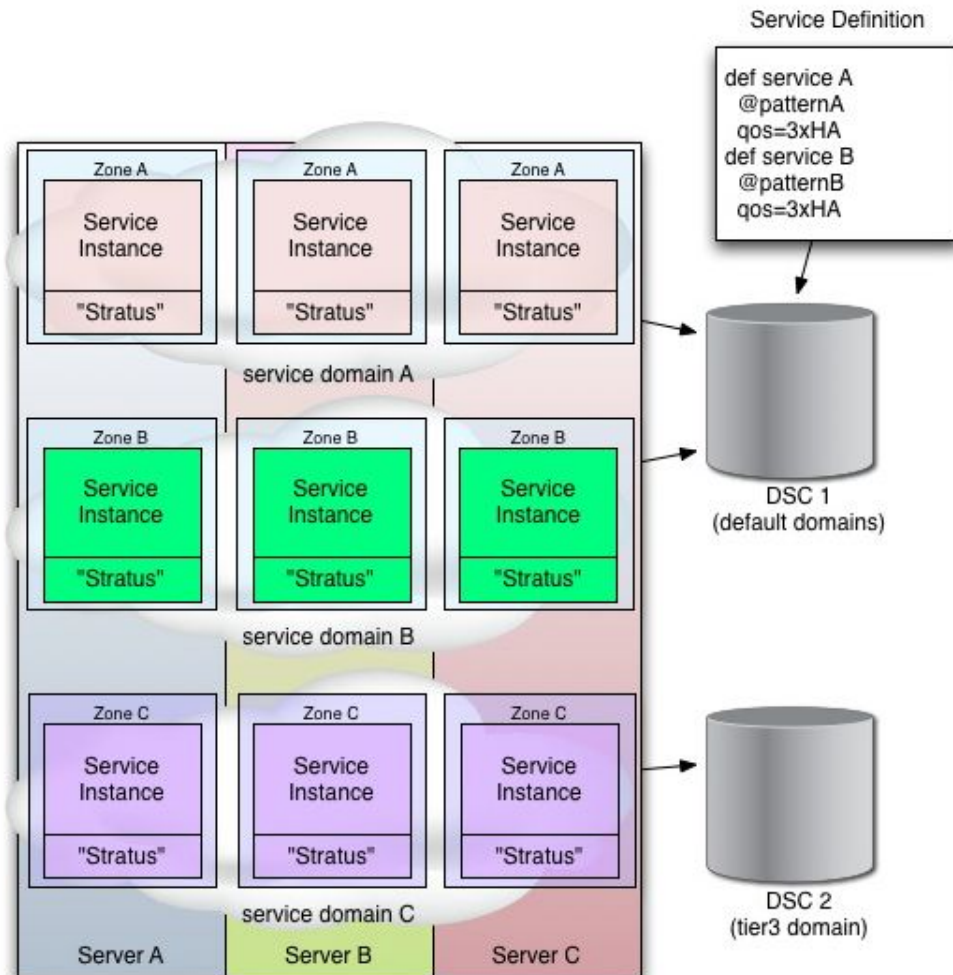 Service Definition
def service A
@patternA
qos=3xHA
def service B
@patternB
qos=3xHA
Zone A
Zone A
Zone A
Service
Instance
Service
Instance
Service
Instance
"Stratus"
"Stratus"
"Stratus"
service domain A
Zone B
Zone B
Zone B
Service
Instance
Service
Instance
Service
Instance
"Stratus"
"Stratus"
"Stratus"
service domain B
DSC 1
(default domains)
Zone C
Zone C
Zone C
Service
Instance
Service
Instance
Service
Instance
"Stratus"
"Stratus"
"Stratus"
service domain C
DSC 2
(tier3 domain)
Server A
Server B
Server C